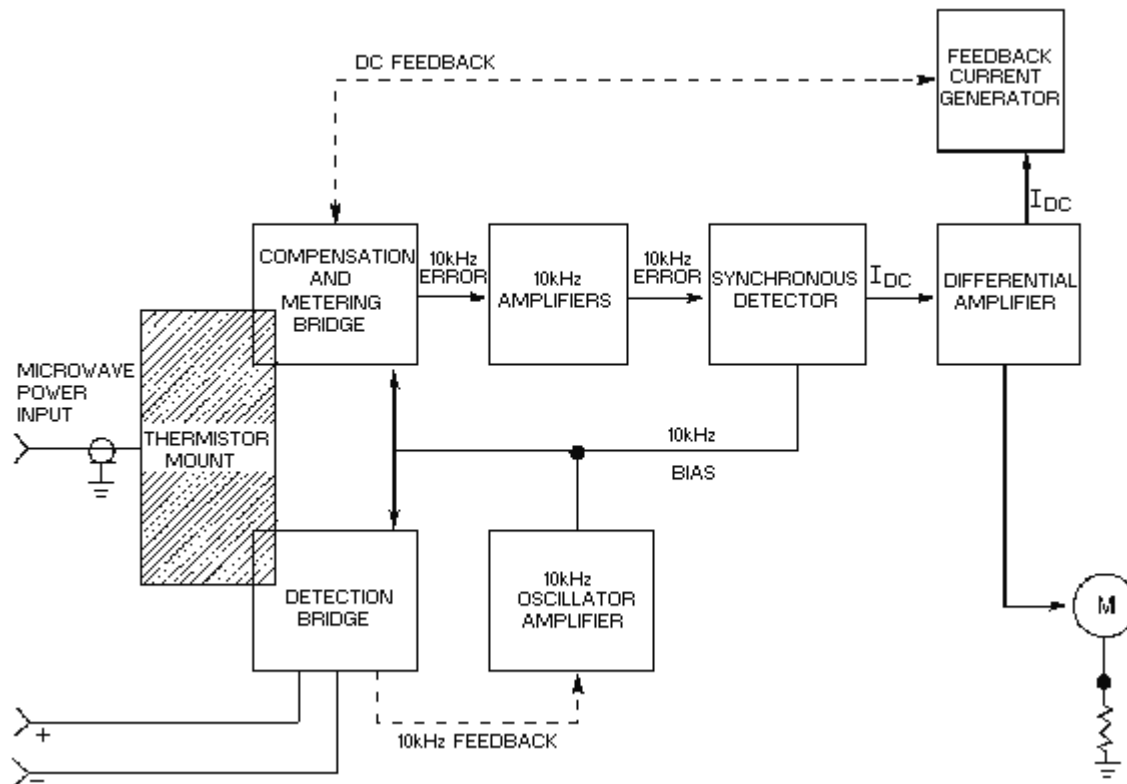 DC FEEDBACK
FEEDBACK
CURRENT
GENERATOR
IDC
COMPENSATION
AND
METERING
BRIDGE
10kHz
ERROR
10kHz
AMPLIFIERS
10kHz
ERROR
SYNCHRONOUS
DETECTOR
IDC
DIFFERENTIAL
AMPLIFIER
MICROWAVE
POWER
INPUT
THERMISTOR
MOUNT
10kHz
BIAS
DETECTION
BRIDGE
10kHz
OSCILLATOR
AMPLIFIER
M
+
10kHz FEEDBACK
−